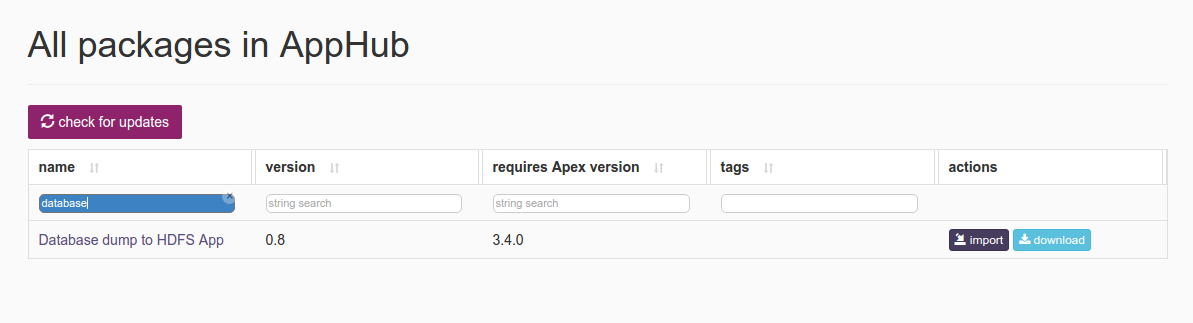 All packages in AppHub
check for updates
name version requires Apex version tags actions
database string search string search
Database dump to HDFS App 0.8 3.4.0 import download